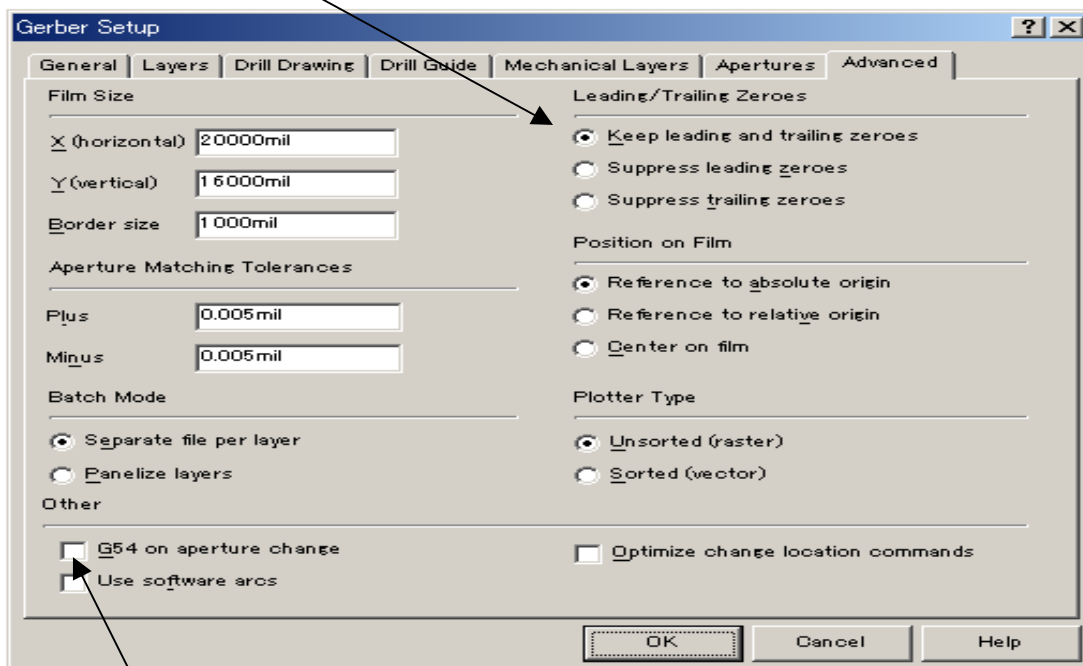 Gerber Setup
General Layers Drill Drawing Drill Guide Mechanical Layers Apertures Advanced
Film Size
X (horizontal) 20000mil
Y (vertical) 16000mil
Border size 1000mil
Aperture Matching Tolerances
Plus 0.005mil
Minus 0.005mil
Batch Mode
Separate file per layer
Panelize layers
Leading/Trailing Zeroes
Keep leading and trailing zeroes
Suppress leading zeroes
Suppress trailing zeroes
Position on Film
Reference to absolute origin
Reference to relative origin
Center on film
Plotter Type
Unsorted (raster)
Sorted (vector)
Other
G54 on aperture change
Use software arcs
Optimize change location commands
OK Cancel Help